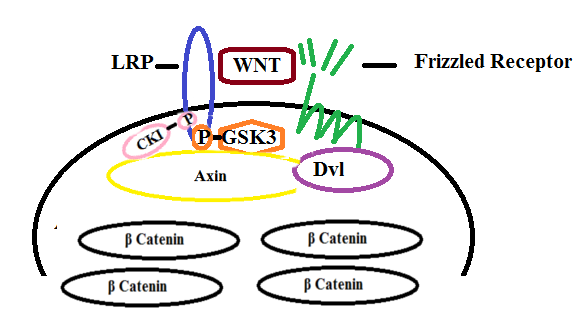 LRP
WNT
Frizzled Receptor
CKI
P
P
GSK3
Axin
Dvl
β Catenin
β Catenin
β Catenin
β Catenin